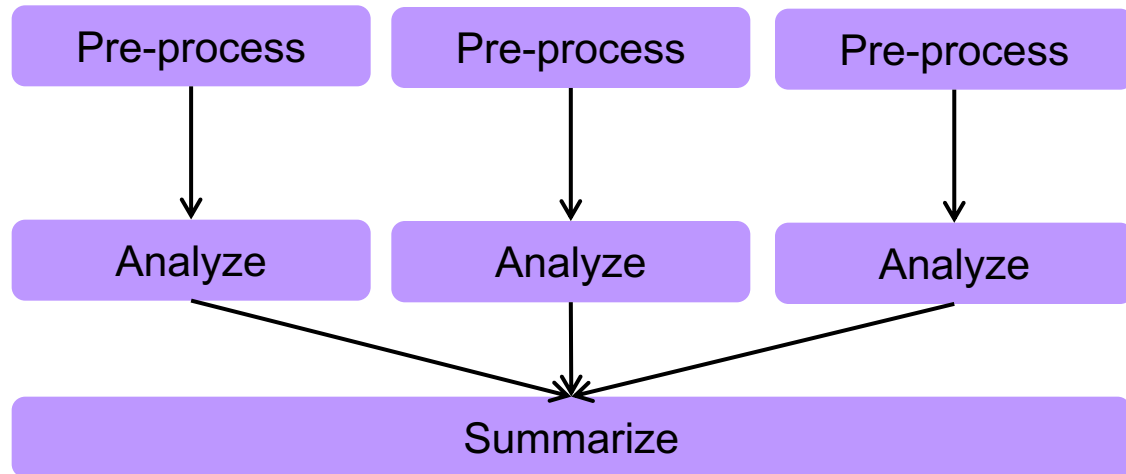 Pre-process
Pre-process
Pre-process
Analyze
Analyze
Analyze
Summarize